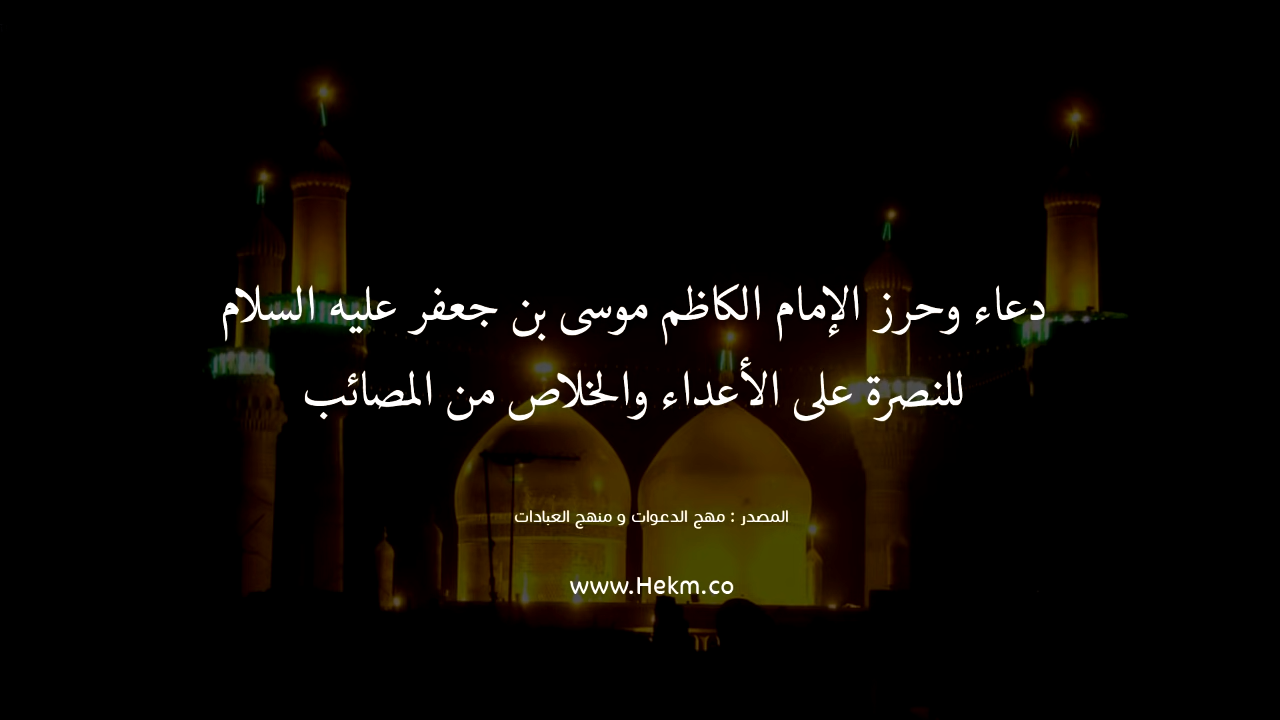 دعاء وحرز الإمام الكاظم موسى بن جعفر عليه السلام
للنصرة على الأعداء والخلاص من المصائب
المصدر : مهج الدعوات و منهج العبادات
www.Hekm.co